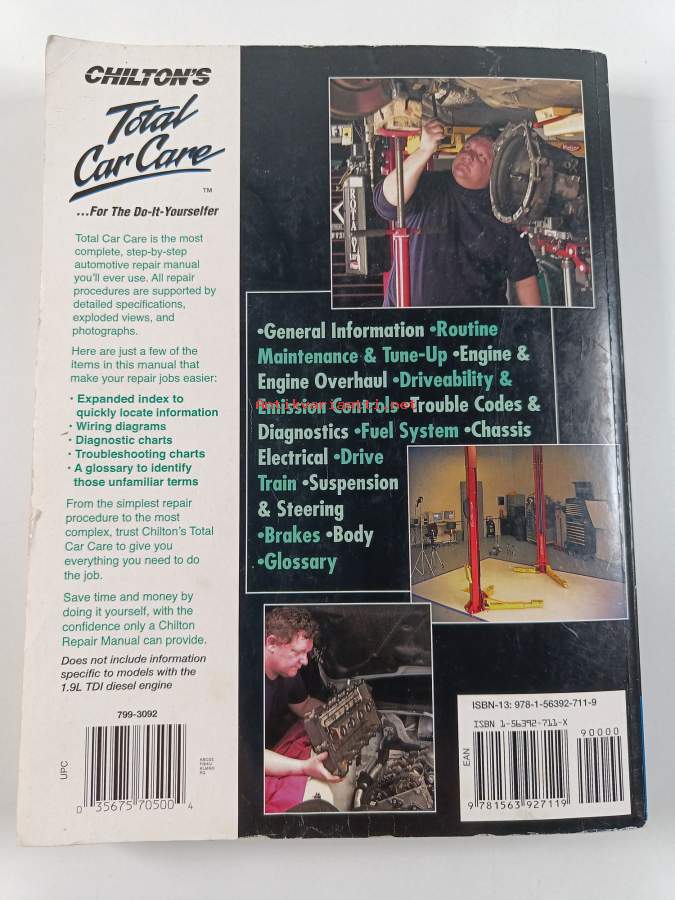 CHILTON'S
Total
Car Care
TM
...For The Do-It-Yourselfer
Total Car Care is the most
complete, step-by-step
automotive repair manual
you'll ever use. All repair
procedures are supported by
detailed specifications,
exploded views, and
photographs.
Here are just a few of the
items in this manual that
make your repair jobs easier:
• Expanded index to
quickly locate information
• Wiring diagrams
• Diagnostic charts
• Troubleshooting charts
• A glossary to identify
those unfamiliar terms
From the simplest repair
procedure to the most
complex, trust Chilton's Total
Car Care to give you
everything you need to do
the job.
Save time and money by
doing it yourself, with the
confidence only a Chilton
Repair Manual can provide.
Does not include information
specific to models with the
1.9L TDI diesel engine
799-3092
UPC
0 35675 70500 4
•General Information •Routine
Maintenance & Tune-Up •Engine &
Engine Overhaul •Driveability &
Emission Controls •Trouble Codes &
Diagnostics •Fuel System •Chassis
Electrical •Drive
Train •Suspension
& Steering
•Brakes •Body
•Glossary
ISBN-13: 978-1-56392-711-9
ISBN 1-56392-711-X
90000
EAN
9 781563 927119